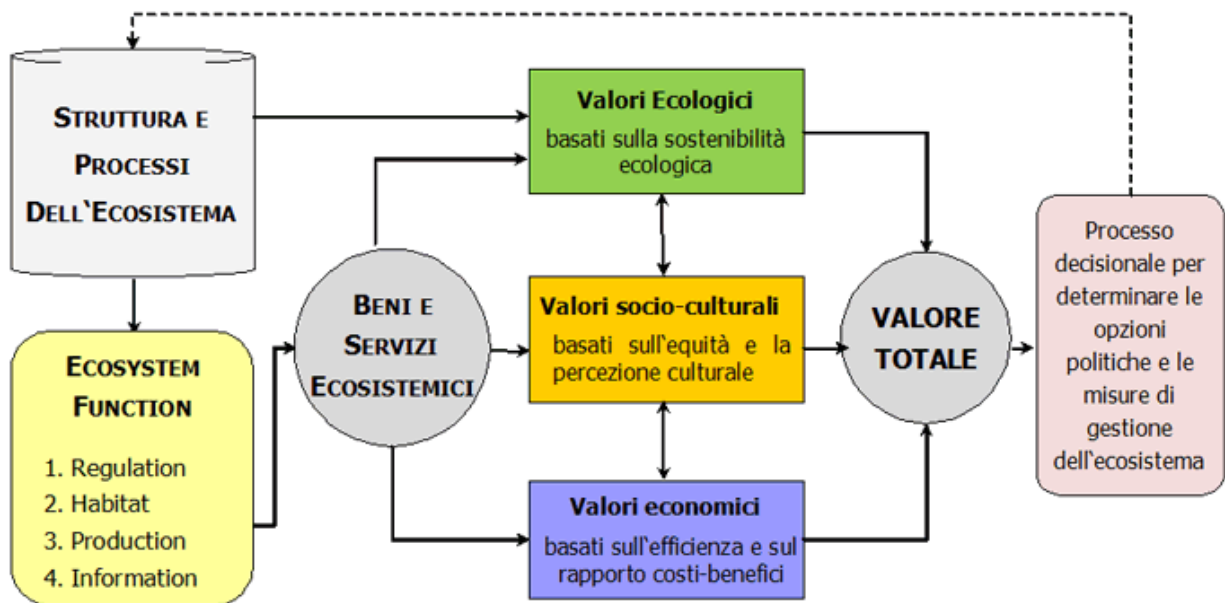 STRUTTURA E
PROCESSI
DELL‛ECOSISTEMA
ECOSYSTEM
FUNCTION
1. Regulation
2. Habitat
3. Production
4. Information
BENI E
SERVIZI
ECOSISTEMICI
Valori Ecologici
basati sulla sostenibilità
ecologica
Valori socio-culturali
basati sull‛equità e la
percezione culturale
Valori economici
basati sull‛efficienza e sul
rapporto costi-benefici
VALORE
TOTALE
Processo
decisionale per
determinare le
opzioni
politiche e le
misure di
gestione
dell‛ecosistema